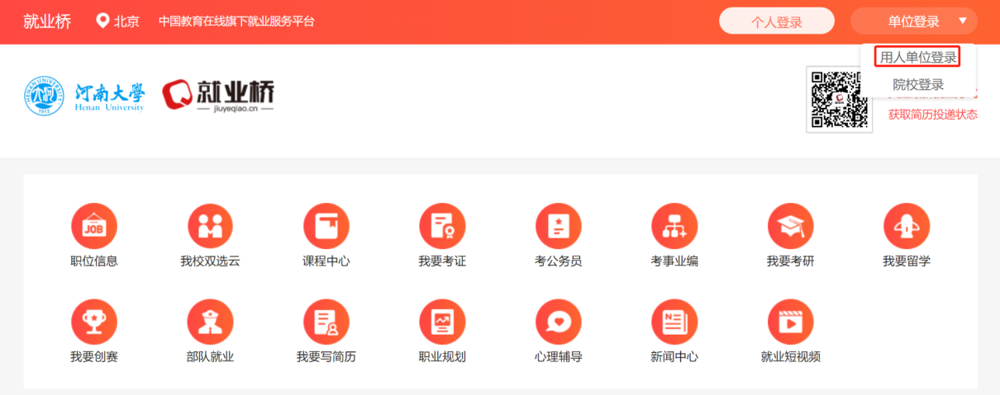 就业桥 北京 中国教育在线旗下就业服务平台 个人登录 单位登录
用人单位登录
院校登录
河南大學
Henan University
就业桥
jiuyeqiao.cn
获取简历投递状态
JOB
职位信息 我校双选云 课程中心 我要考证 考公务员 考事业编 我要考研 我要留学
我要创赛 部队就业 我要写简历 职业规划 心理辅导 新闻中心 就业短视频